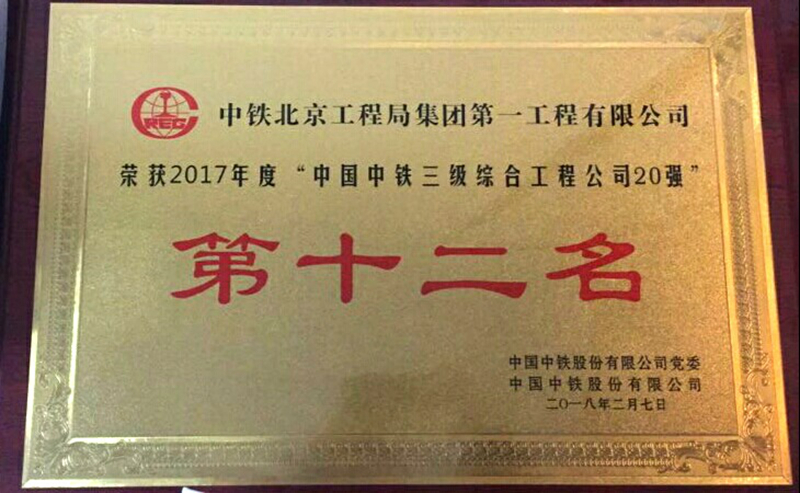 CREG
中铁北京工程局集团第一工程有限公司
荣获2017年度“中国中铁三级综合工程公司20强”
第十二名
中国中铁股份有限公司党委
中国中铁股份有限公司
二〇一八年二月七日